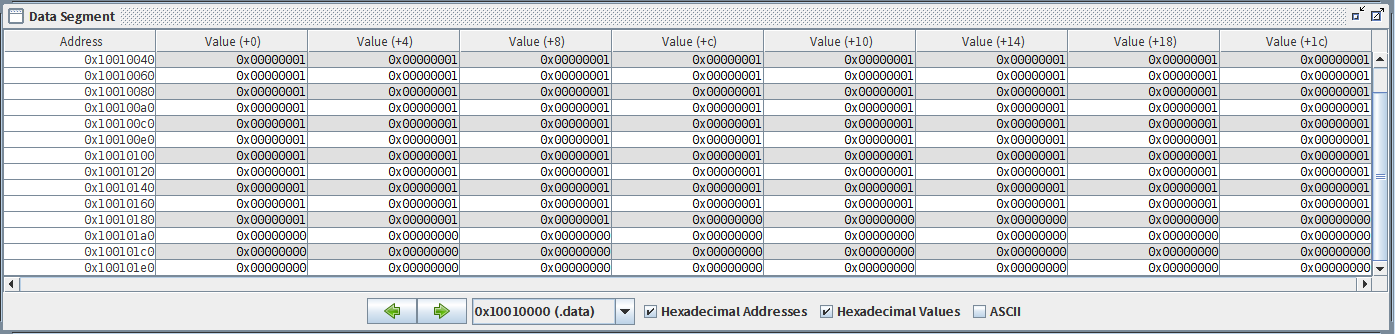 Data Segment
Address Value (+0) Value (+4) Value (+8) Value (+c) Value (+10) Value (+14) Value (+18) Value (+1c)
0x10010040 0x00000001 0x00000001 0x00000001 0x00000001 0x00000001 0x00000001 0x00000001 0x00000001
0x10010060 0x00000001 0x00000001 0x00000001 0x00000001 0x00000001 0x00000001 0x00000001 0x00000001
0x10010080 0x00000001 0x00000001 0x00000001 0x00000001 0x00000001 0x00000001 0x00000001 0x00000001
0x100100a0 0x00000001 0x00000001 0x00000001 0x00000001 0x00000001 0x00000001 0x00000001 0x00000001
0x100100c0 0x00000001 0x00000001 0x00000001 0x00000001 0x00000001 0x00000001 0x00000001 0x00000001
0x100100e0 0x00000001 0x00000001 0x00000001 0x00000001 0x00000001 0x00000001 0x00000001 0x00000001
0x10010100 0x00000001 0x00000001 0x00000001 0x00000001 0x00000001 0x00000001 0x00000001 0x00000001
0x10010120 0x00000001 0x00000001 0x00000001 0x00000001 0x00000001 0x00000001 0x00000001 0x00000001
0x10010140 0x00000001 0x00000001 0x00000001 0x00000001 0x00000001 0x00000001 0x00000001 0x00000001
0x10010160 0x00000001 0x00000001 0x00000001 0x00000001 0x00000001 0x00000001 0x00000001 0x00000001
0x10010180 0x00000001 0x00000001 0x00000001 0x00000000 0x00000000 0x00000000 0x00000000 0x00000000
0x100101a0 0x00000000 0x00000000 0x00000000 0x00000000 0x00000000 0x00000000 0x00000000 0x00000000
0x100101c0 0x00000000 0x00000000 0x00000000 0x00000000 0x00000000 0x00000000 0x00000000 0x00000000
0x100101e0 0x00000000 0x00000000 0x00000000 0x00000000 0x00000000 0x00000000 0x00000000 0x00000000
0x10010000 (.data) Hexadecimal Addresses Hexadecimal Values ASCII